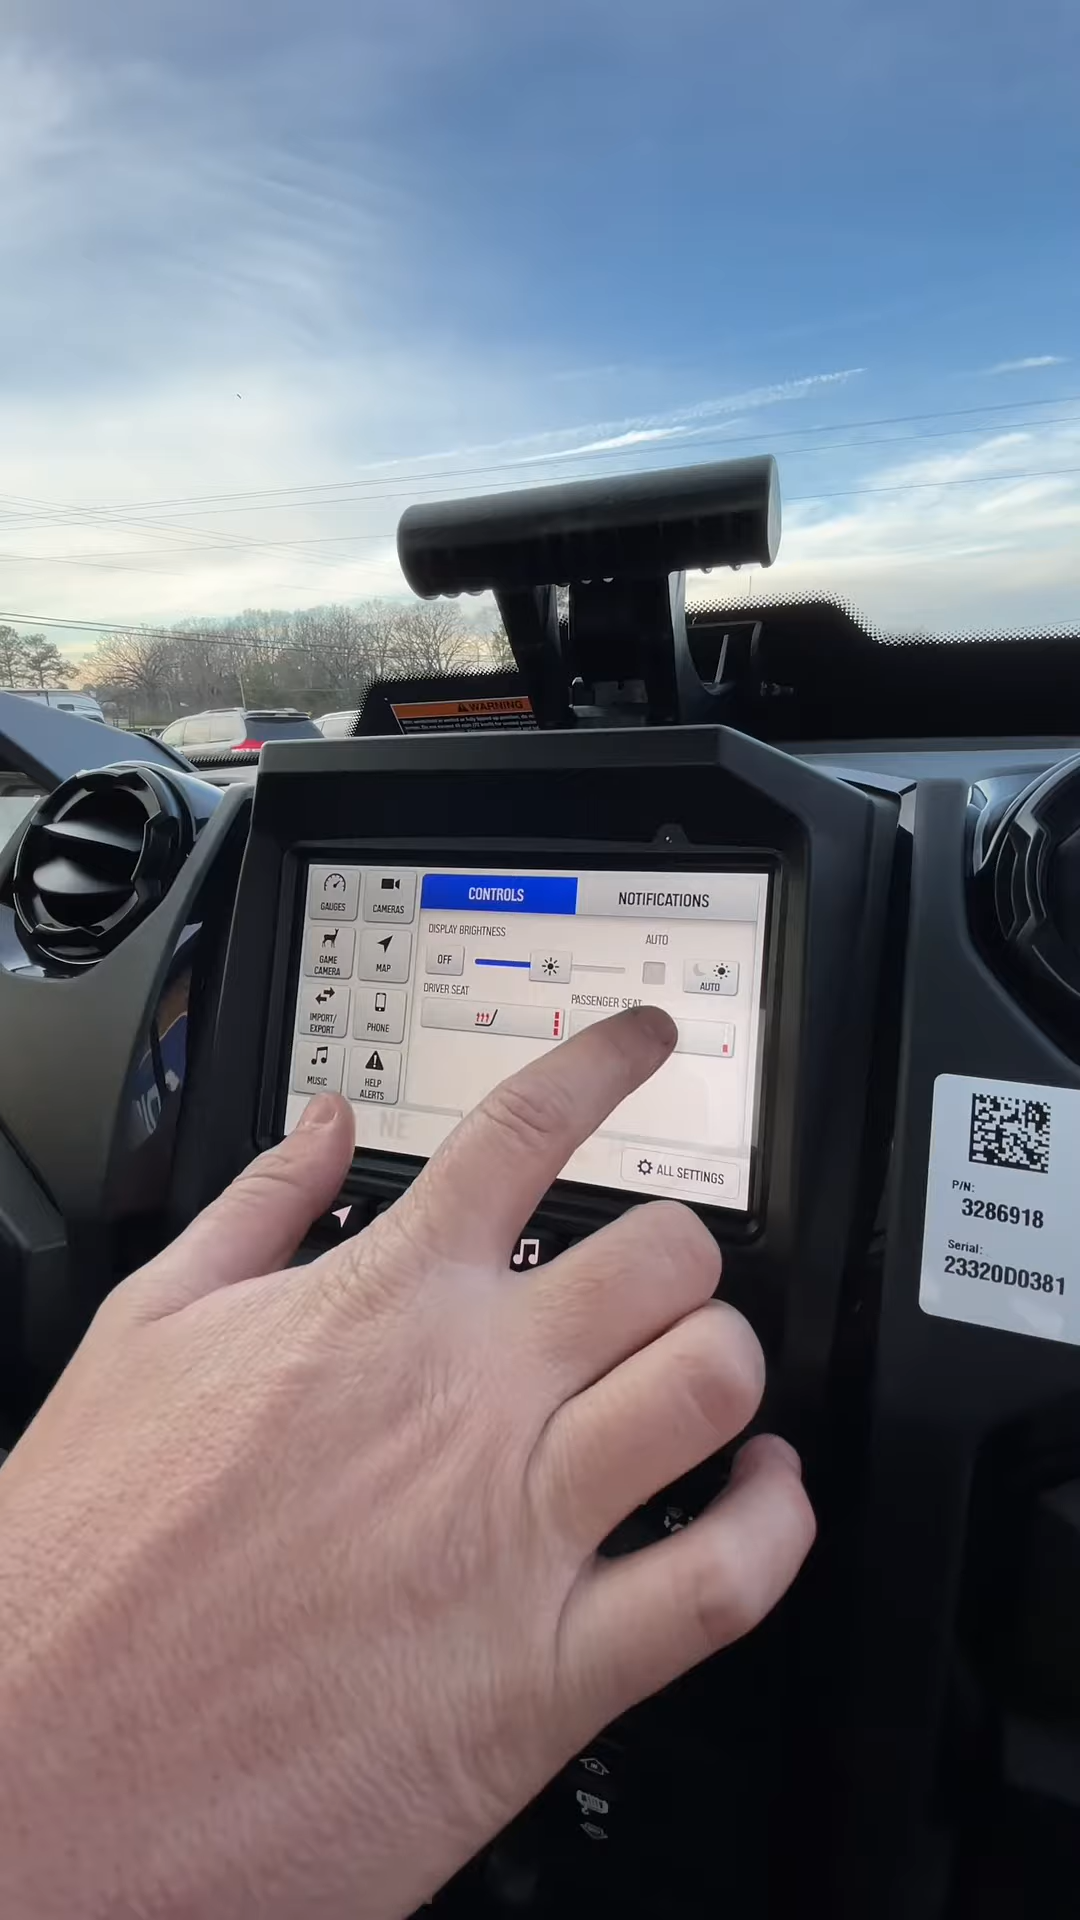 WARNING
GAUGES
CAMERAS
CONTROLS
NOTIFICATIONS
DISPLAY BRIGHTNESS
AUTO
OFF
AUTO
GAME
CAMERA
MAP
DRIVER SEAT
PASSENGER SEAT
IMPORT/
EXPORT
PHONE
MUSIC
HELP
ALERTS
NE
ALL SETTINGS
P/N:
3286918
Serial:
23320D0381